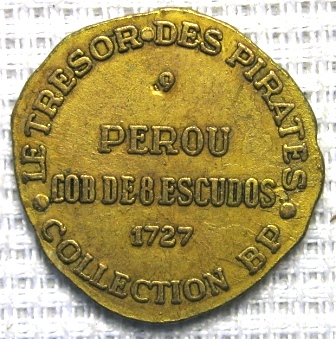 LE TRESOR·DES PIRATES
PEROU
COB DE 8 ESCUDOS
1727
COLLECTION BP